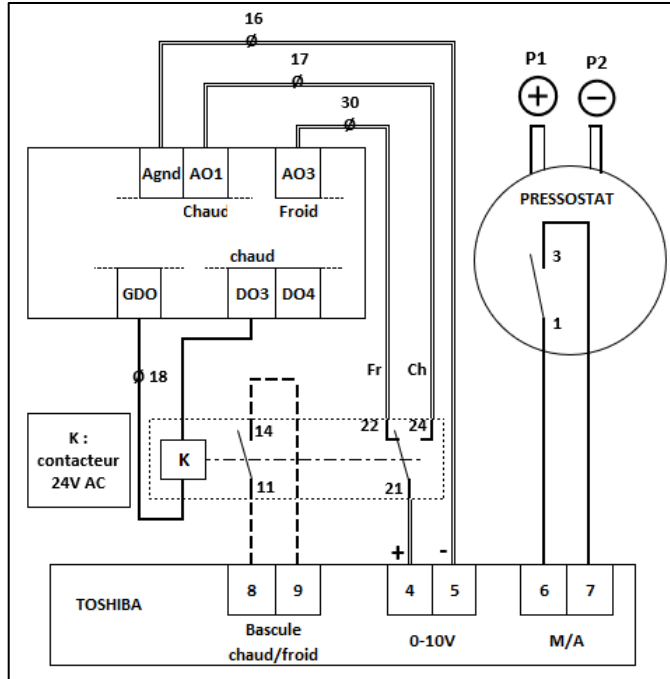 16
Ø
17
Ø
30
Ø
P1
P2
+
−
Agnd
AO1
AO3
Chaud
Froid
chaud
GDO
DO3
DO4
PRESSOSTAT
3
1
Ø 18
Fr
Ch
K :
contacteur
24V AC
K
14
11
22
24
21
+
-
TOSHIBA
8
9
4
5
6
7
Bascule
chaud/froid
0-10V
M/A